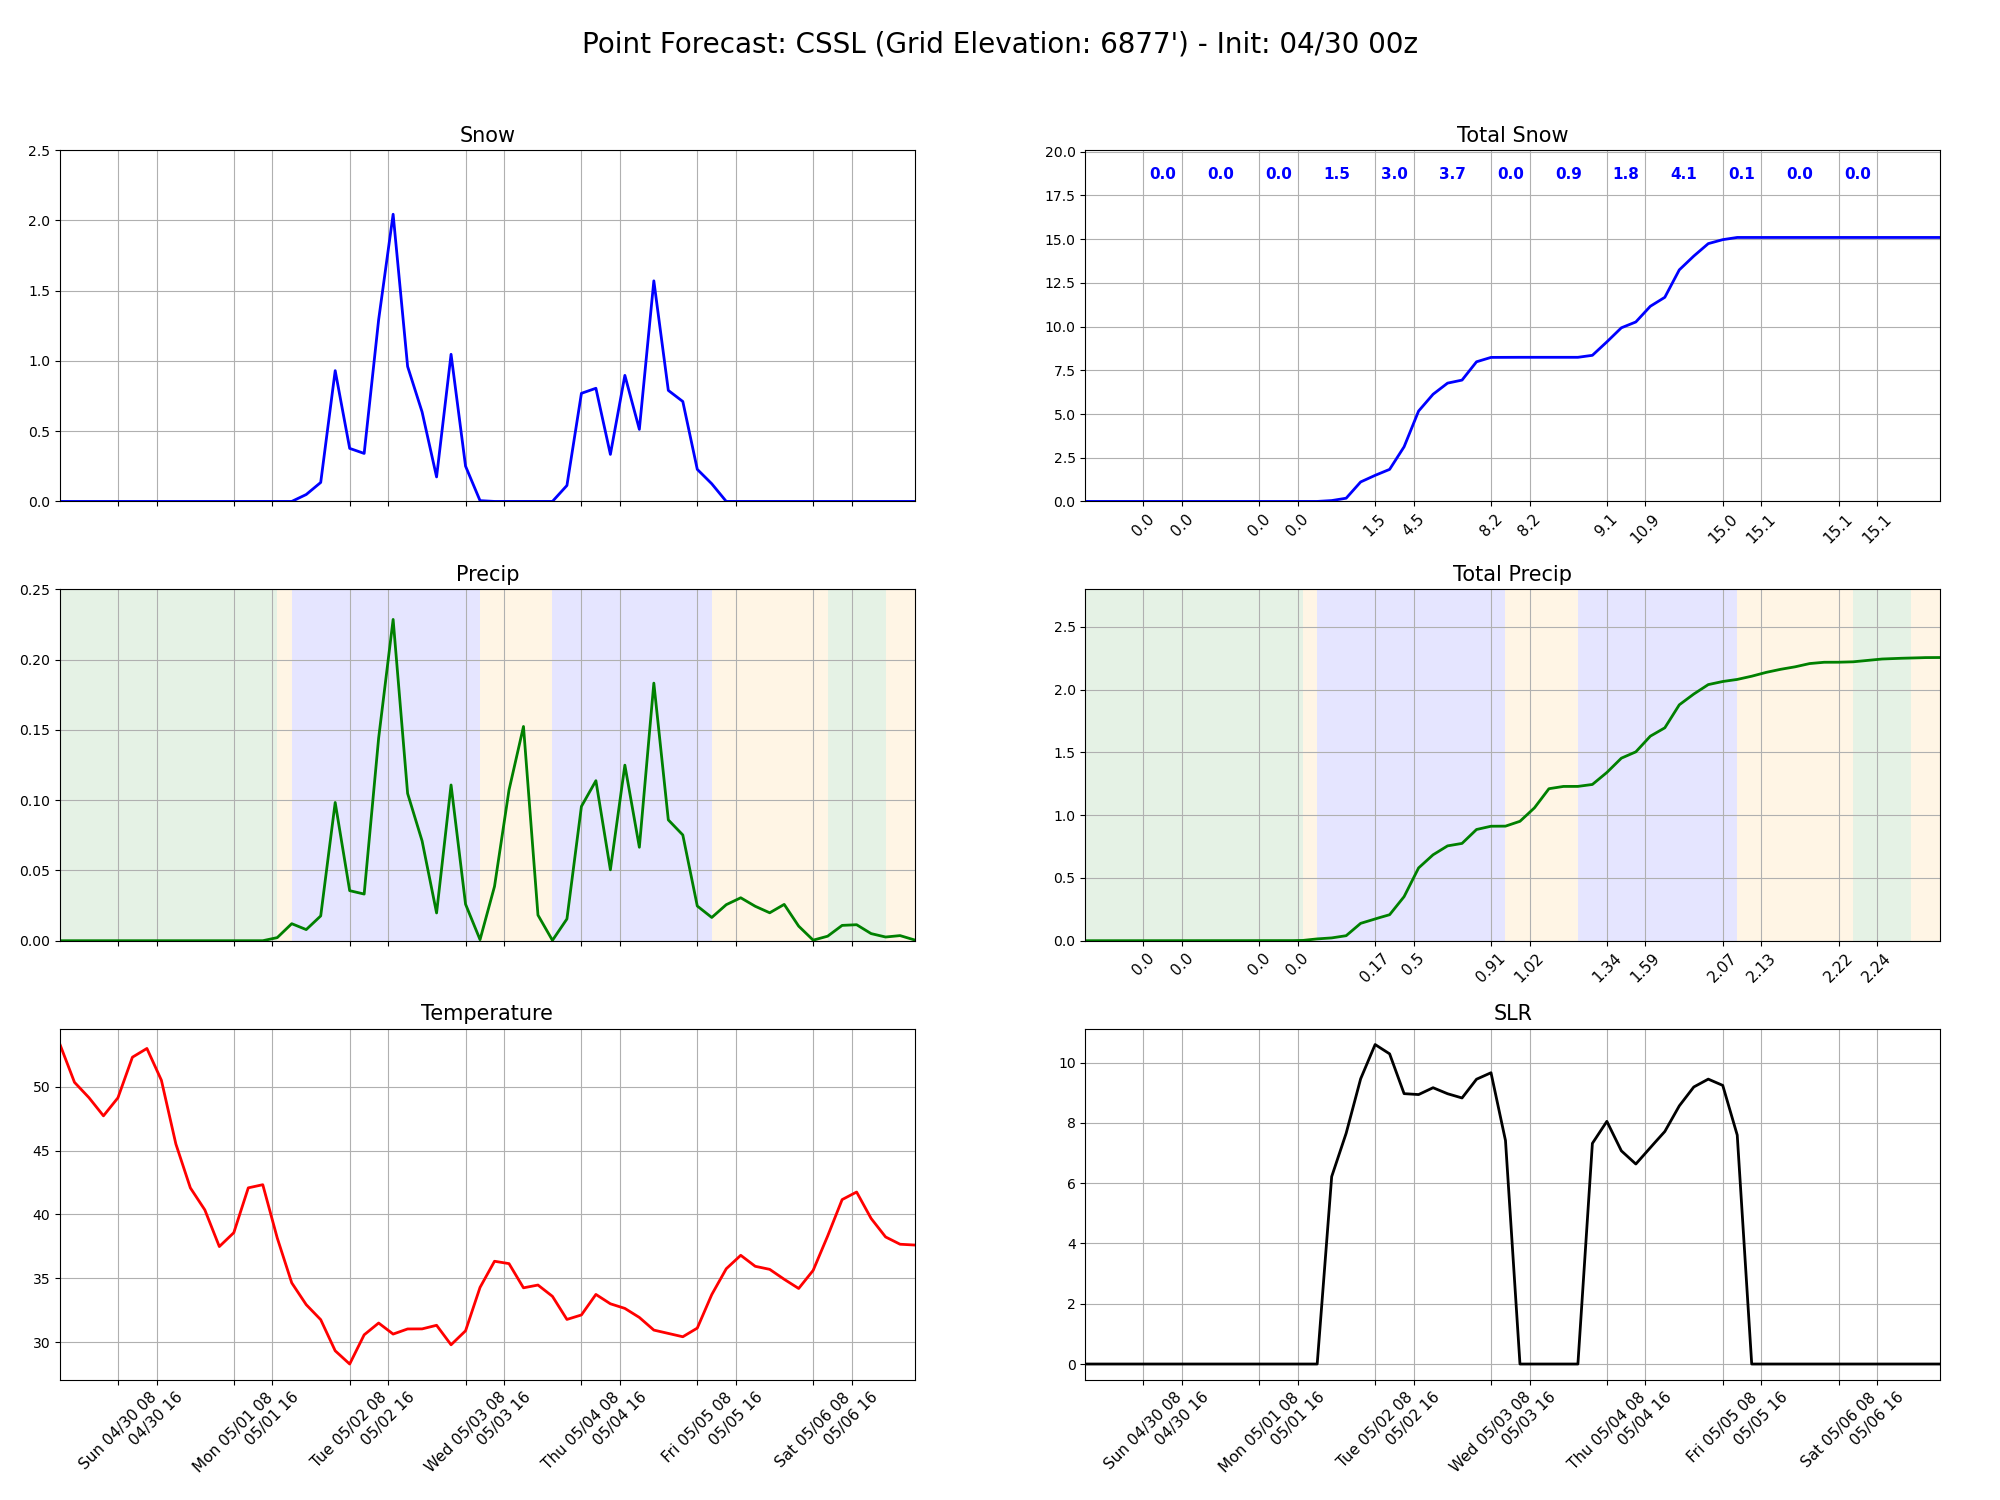 Point Forecast: CSSL (Grid Elevation: 6877') - Init: 04/30 00z
Snow
2.5
2.0
1.5
1.0
0.5
0.0
Total Snow
20.0
17.5
15.0
12.5
10.0
7.5
5.0
2.5
0.0
0.0 0.0 0.0 1.5 3.0 3.7 0.0 0.9 1.8 4.1 0.1 0.0 0.0
0.0 0.0 0.0 0.0 1.5 4.5 8.2 8.2 9.1 10.9 15.0 15.1 15.1 15.1
Precip
0.25
0.20
0.15
0.10
0.05
0.00
Total Precip
2.5
2.0
1.5
1.0
0.5
0.0
0.0 0.0 0.0 0.0 0.17 0.5 0.91 1.02 1.34 1.59 2.07 2.13 2.22 2.24
Temperature
50
45
40
35
30
Sun 04/30 08
04/30 16
Mon 05/01 08
05/01 16
Tue 05/02 08
05/02 16
Wed 05/03 08
05/03 16
Thu 05/04 08
05/04 16
Fri 05/05 08
05/05 16
Sat 05/06 08
05/06 16
SLR
10
8
6
4
2
0
Sun 04/30 08
04/30 16
Mon 05/01 08
05/01 16
Tue 05/02 08
05/02 16
Wed 05/03 08
05/03 16
Thu 05/04 08
05/04 16
Fri 05/05 08
05/05 16
Sat 05/06 08
05/06 16